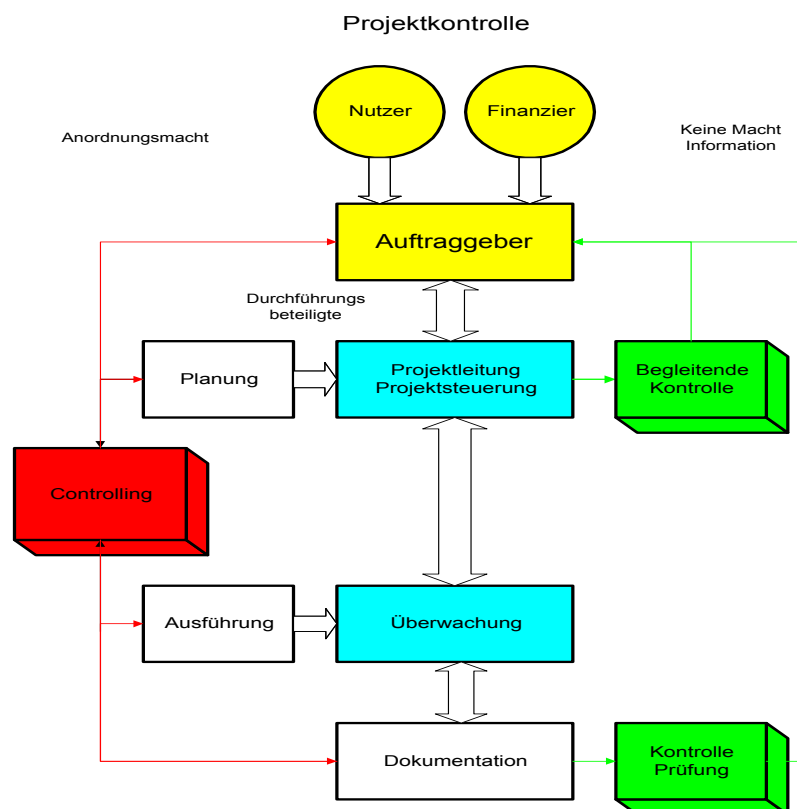 Projektkontrolle
Nutzer
Finanzier
Anordnungsmacht
Keine Macht
Information
Auftraggeber
Durchführungs
beteiligte
Planung
Projektleitung
Projektsteuerung
Begleitende
Kontrolle
Controlling
Ausführung
Überwachung
Dokumentation
Kontrolle
Prüfung